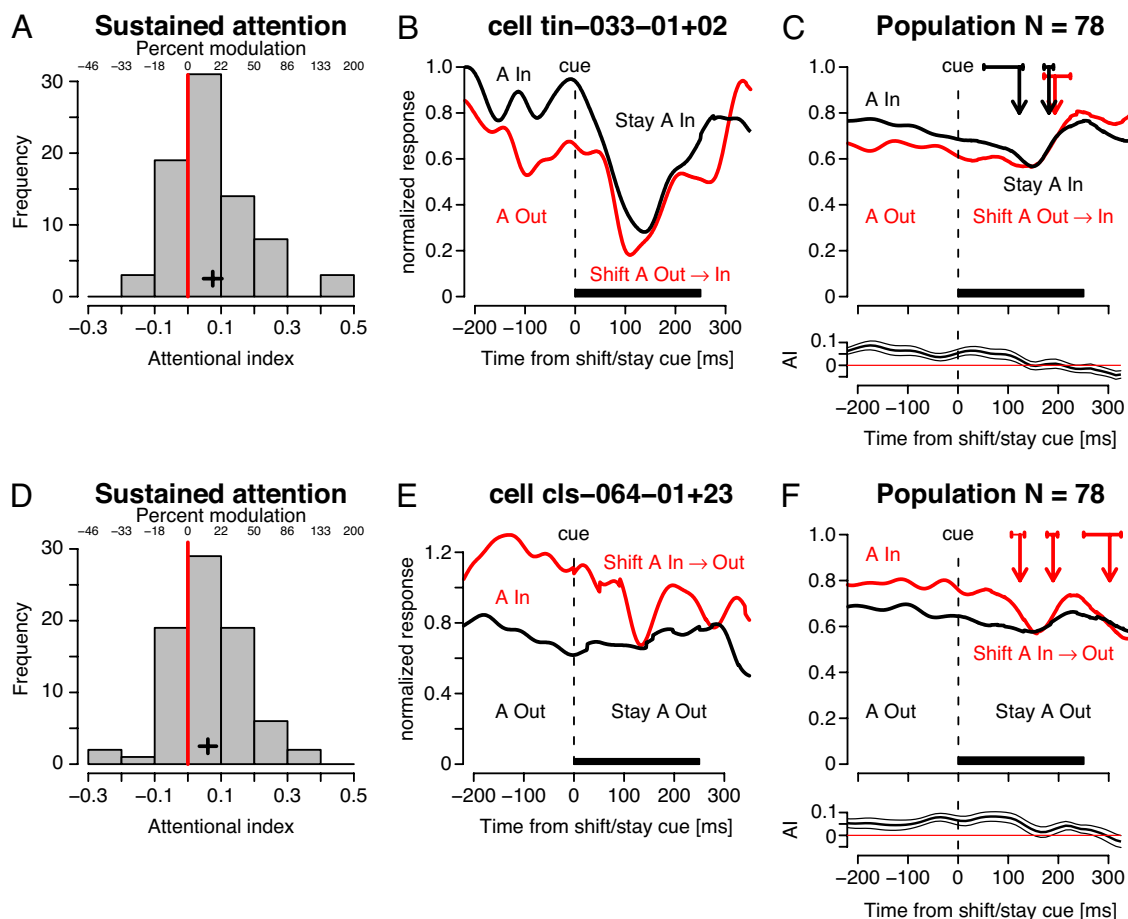 A Sustained attention
Percent modulation
−46 −33 −18 0 22 50 86 133 200
Frequency
30
20
10
0
−0.3 −0.1 0.1 0.3 0.5
Attentional index
B cell tin−033−01+02
cue
1.0
0.8
0.6
0.4
0.2
0
normalized response
A In
Stay A In
A Out
Shift A Out → In
−200 −100 0 100 200 300
Time from shift/stay cue [ms]
C Population N = 78
cue
1.0
0.8
0.6
0.4
0.2
0
A In
Stay A In
A Out
Shift A Out → In
AI
0.1
0
−200 −100 0 100 200 300
Time from shift/stay cue [ms]
D Sustained attention
Percent modulation
−46 −33 −18 0 22 50 86 133 200
Frequency
30
20
10
0
−0.3 −0.1 0.1 0.3 0.5
Attentional index
E cell cls−064−01+23
cue
1.2
0.8
0.4
0
normalized response
Shift A In → Out
A In
A Out
Stay A Out
−200 −100 0 100 200 300
Time from shift/stay cue [ms]
F Population N = 78
cue
1.0
0.8
0.6
0.4
0.2
0
A In
Shift A In → Out
A Out
Stay A Out
AI
0.1
0
−200 −100 0 100 200 300
Time from shift/stay cue [ms]